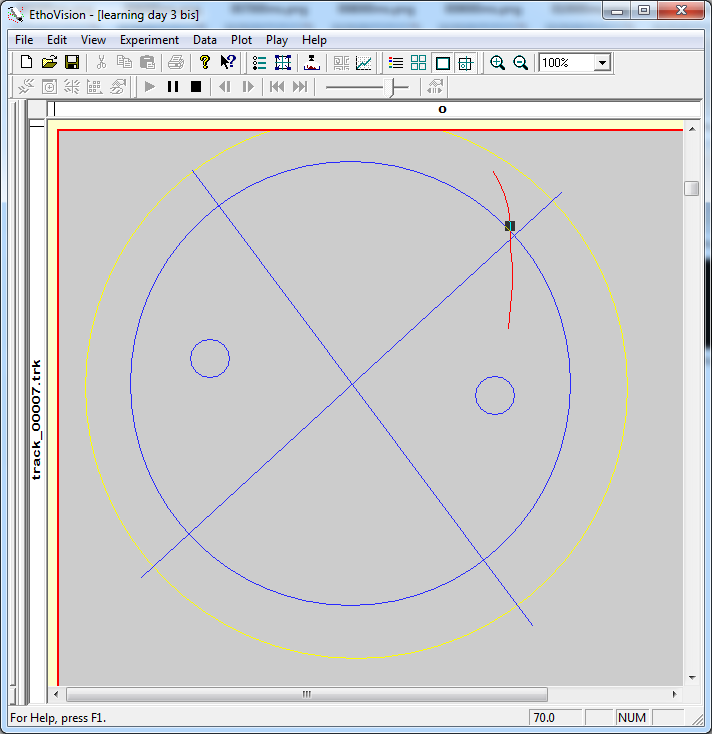 EthoVision - [learning day 3 bis]
File Edit View Experiment Data Plot Play Help
100%
o
track_00007.trk
For Help, press F1.
70.0
NUM